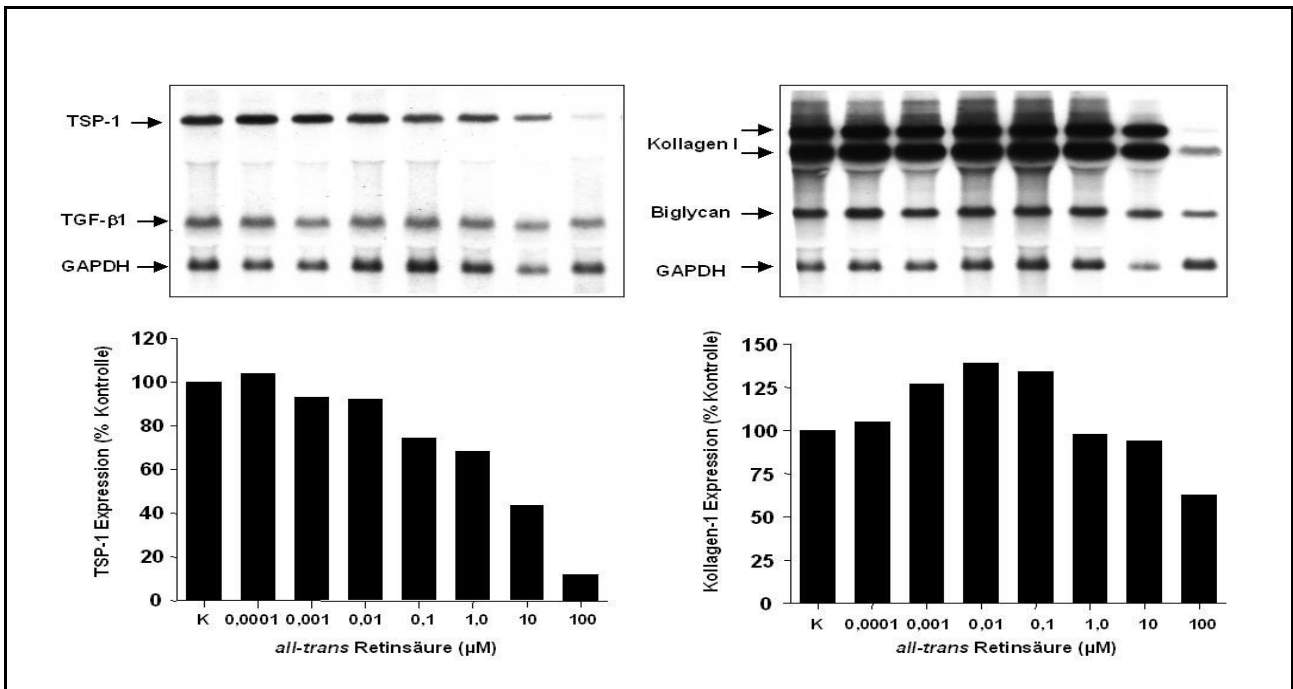 TSP-1
TGF-β1
GAPDH
Kollagen I
Biglycan
GAPDH
TSP-1 Expression (% Kontrolle)
120
100
80
60
40
20
0
K 0,0001 0,001 0,01 0,1 1,0 10 100
all-trans Retinsäure (µM)
Kollagen-1 Expression (% Kontrolle)
150
125
100
75
50
25
0
K 0,0001 0,001 0,01 0,1 1,0 10 100
all-trans Retinsäure (µM)